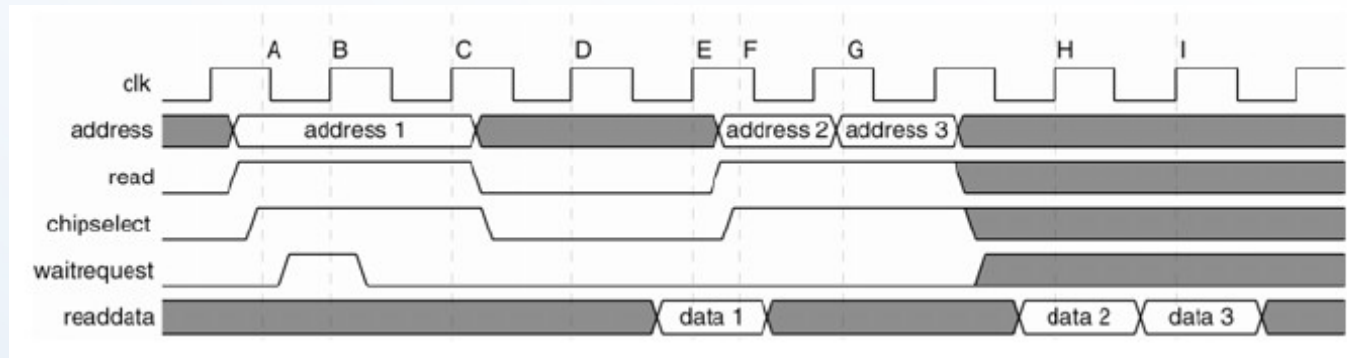 A B C D E F G H I
clk
address address 1 address 2 address 3
read
chipselect
waitrequest
readdata data 1 data 2 data 3